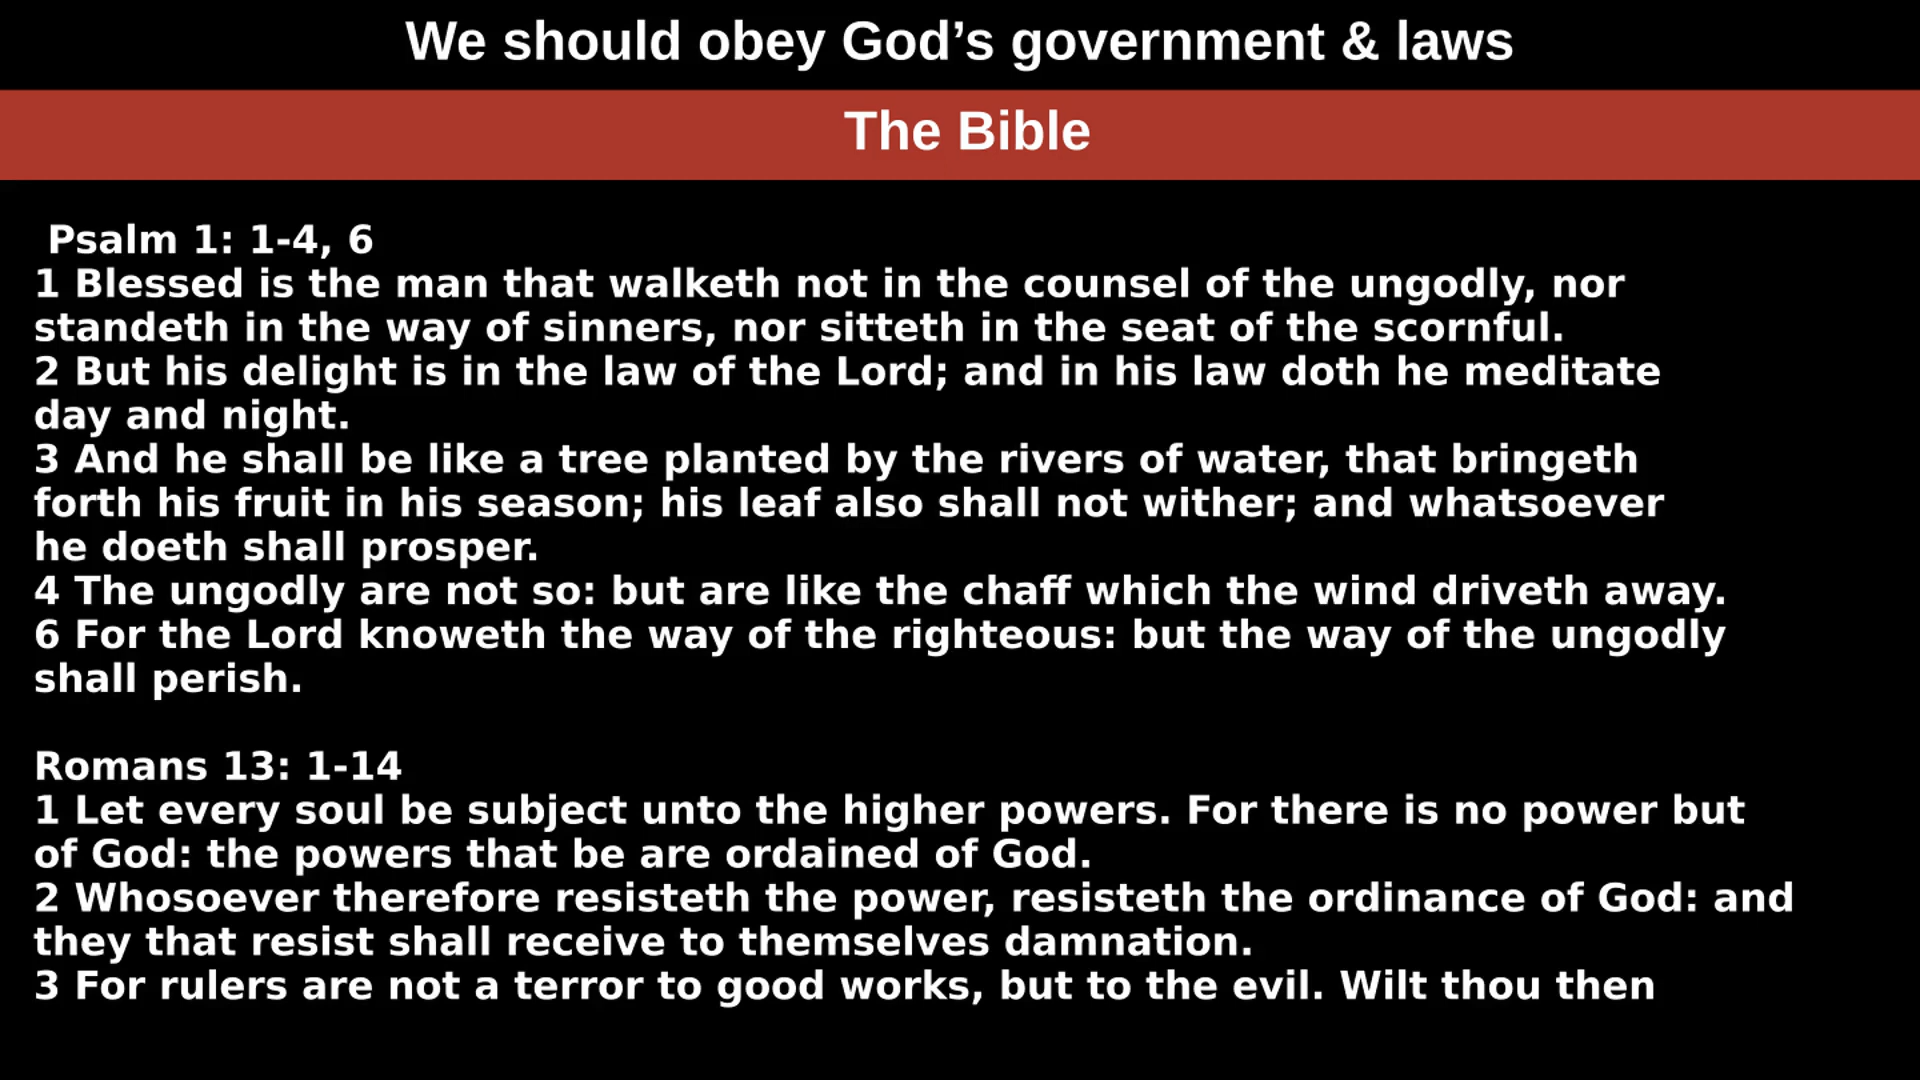 We should obey God’s government & laws
The Bible
Psalm 1: 1-4, 6
1 Blessed is the man that walketh not in the counsel of the ungodly, nor
standeth in the way of sinners, nor sitteth in the seat of the scornful.
2 But his delight is in the law of the Lord; and in his law doth he meditate
day and night.
3 And he shall be like a tree planted by the rivers of water, that bringeth
forth his fruit in his season; his leaf also shall not wither; and whatsoever
he doeth shall prosper.
4 The ungodly are not so: but are like the chaff which the wind driveth away.
6 For the Lord knoweth the way of the righteous: but the way of the ungodly
shall perish.
Romans 13: 1-14
1 Let every soul be subject unto the higher powers. For there is no power but
of God: the powers that be are ordained of God.
2 Whosoever therefore resisteth the power, resisteth the ordinance of God: and
they that resist shall receive to themselves damnation.
3 For rulers are not a terror to good works, but to the evil. Wilt thou then